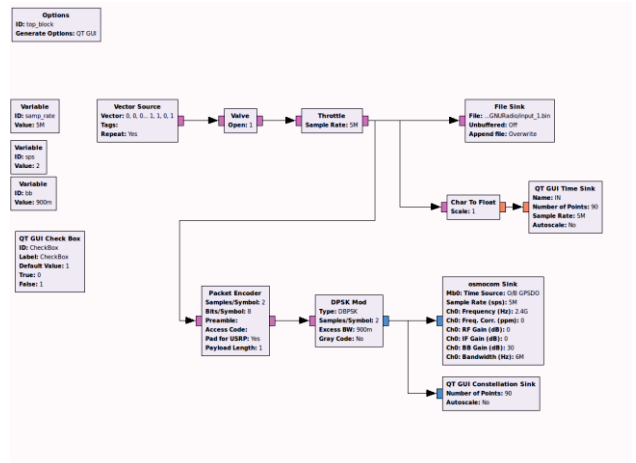 Options
ID: top_block
Generate Options: QT GUI
Variable
ID: samp_rate
Value: 5M
Variable
ID: sps
Value: 2
Variable
ID: bb
Value: 900m
QT GUI Check Box
ID: CheckBox
Label: CheckBox
Default Value: 1
True: 0
False: 1
Vector Source
Vector: 0, 0, 0... 1, 1, 0, 1
Tags:
Repeat: Yes
Valve
Open: 1
Throttle
Sample Rate: 5M
File Sink
File: ...GNURadio/input_1.bin
Unbuffered: Off
Append file: Overwrite
Char To Float
Scale: 1
QT GUI Time Sink
Name: IN
Number of Points: 90
Sample Rate: 5M
Autoscale: No
Packet Encoder
Samples/Symbol: 2
Bits/Symbol: 8
Preamble:
Access Code:
Pad for USRP: Yes
Payload Length: 1
DPSK Mod
Type: DBPSK
Samples/Symbol: 2
Excess BW: 900m
Gray Code: No
osmocom Sink
Mb0: Time Source: O/B GPSDO
Sample Rate (sps): 5M
Ch0: Frequency (Hz): 2.4G
Ch0: Freq. Corr. (ppm): 0
Ch0: RF Gain (dB): 0
Ch0: IF Gain (dB): 0
Ch0: BB Gain (dB): 30
Ch0: Bandwidth (Hz): 6M
QT GUI Constellation Sink
Number of Points: 90
Autoscale: No